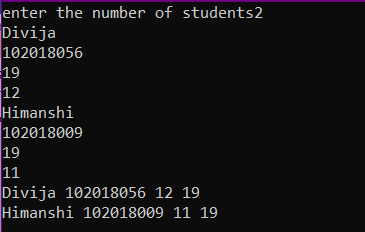 enter the number of students2
Divija
102018056
19
12
Himanshi
102018009
19
11
Divija 102018056 12 19
Himanshi 102018009 11 19